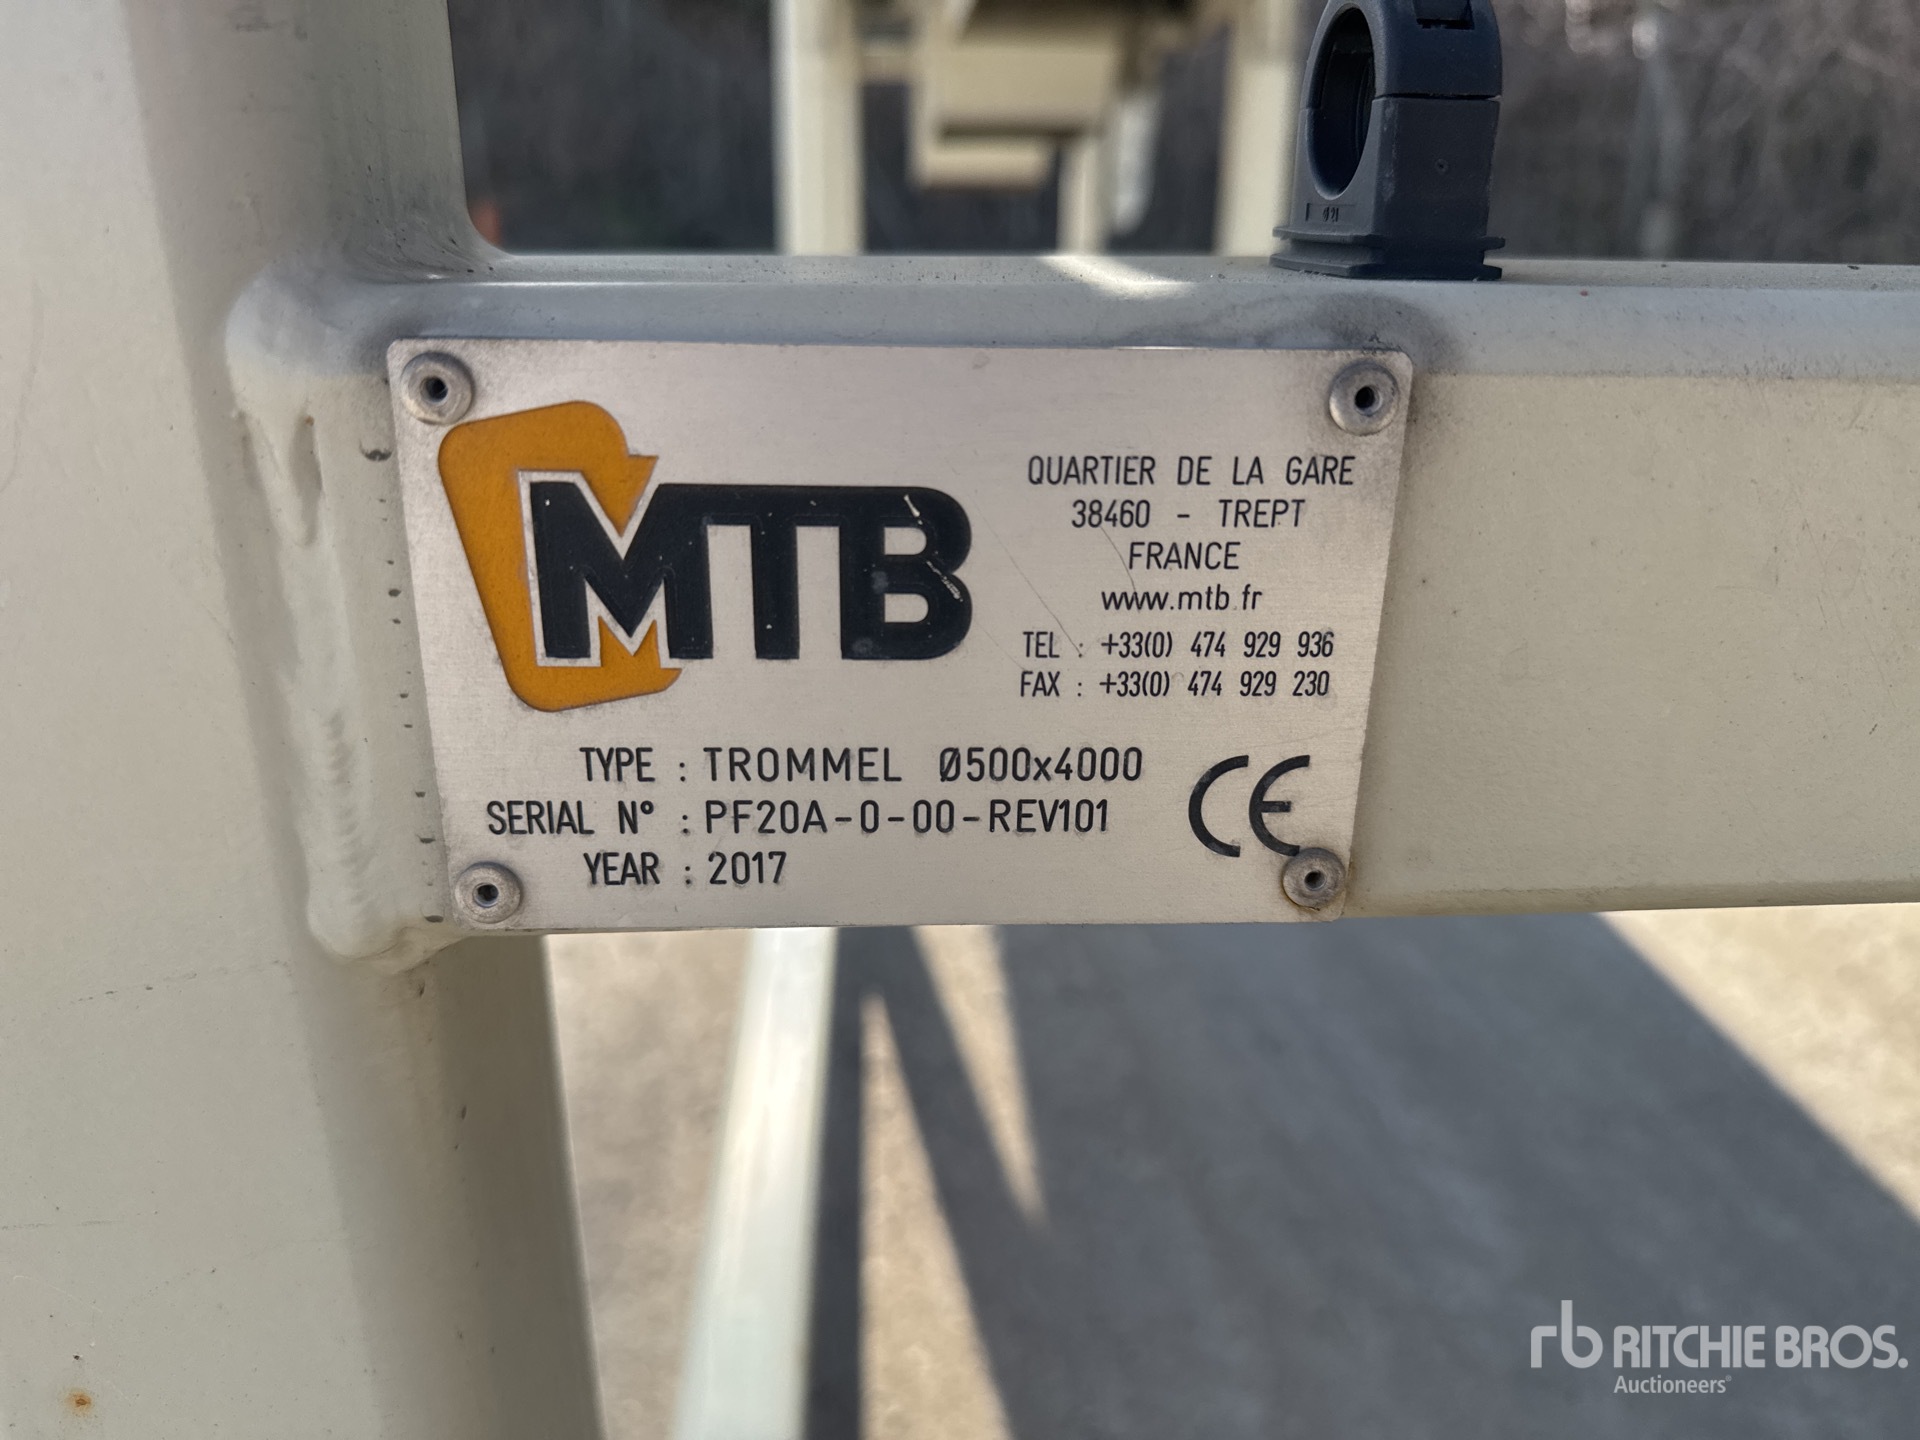 MTB
QUARTIER DE LA GARE
38460 - TREPT
FRANCE
www.mtb.fr
TEL : +33(0) 474 929 936
FAX : +33(0) 474 929 230
TYPE : TROMMEL Ø500x4000
SERIAL N° : PF20A-0-00-REV101
YEAR : 2017
CE
rb RITCHIE BROS.
Auctioneers®